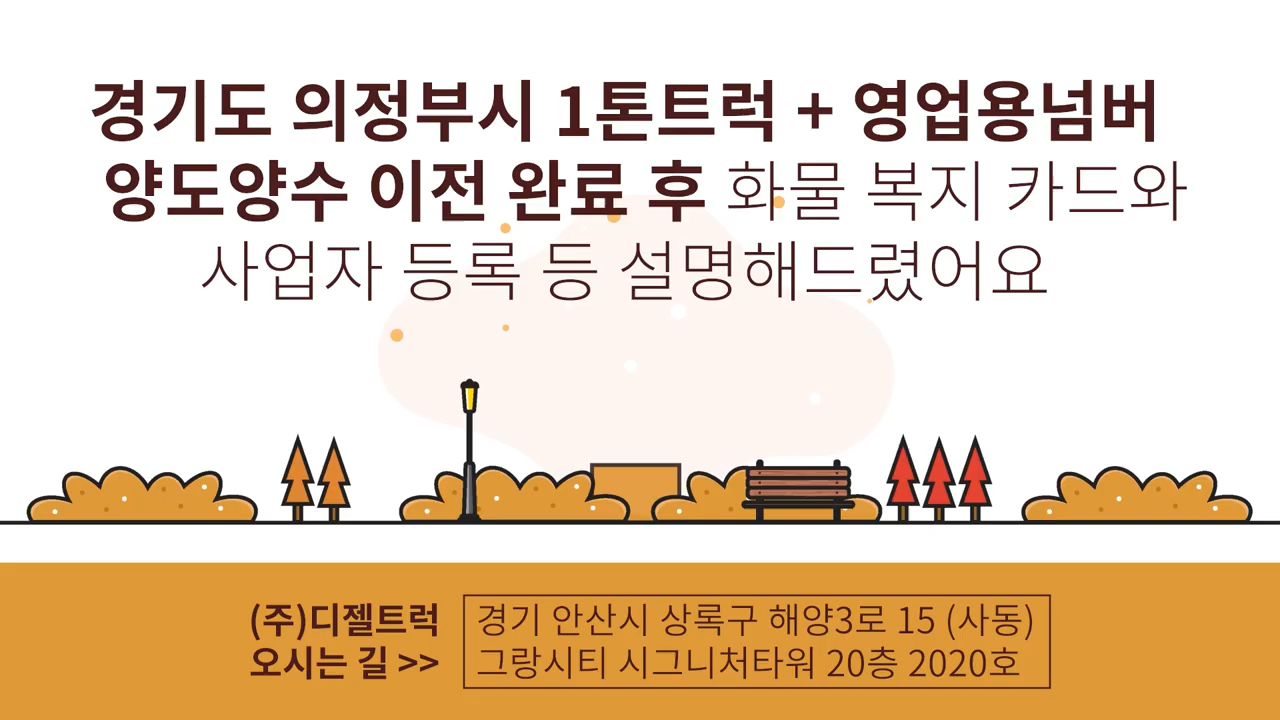 경기도 의정부시 1톤트럭 + 영업용넘버
양도양수 이전 완료 후 화물 복지 카드와
사업자 등록 등 설명해드렸어요
(주)디젤트럭
오시는 길 >>
경기 안산시 상록구 해양3로 15 (사동)
그랑시티 시그니처타워 20층 2020호